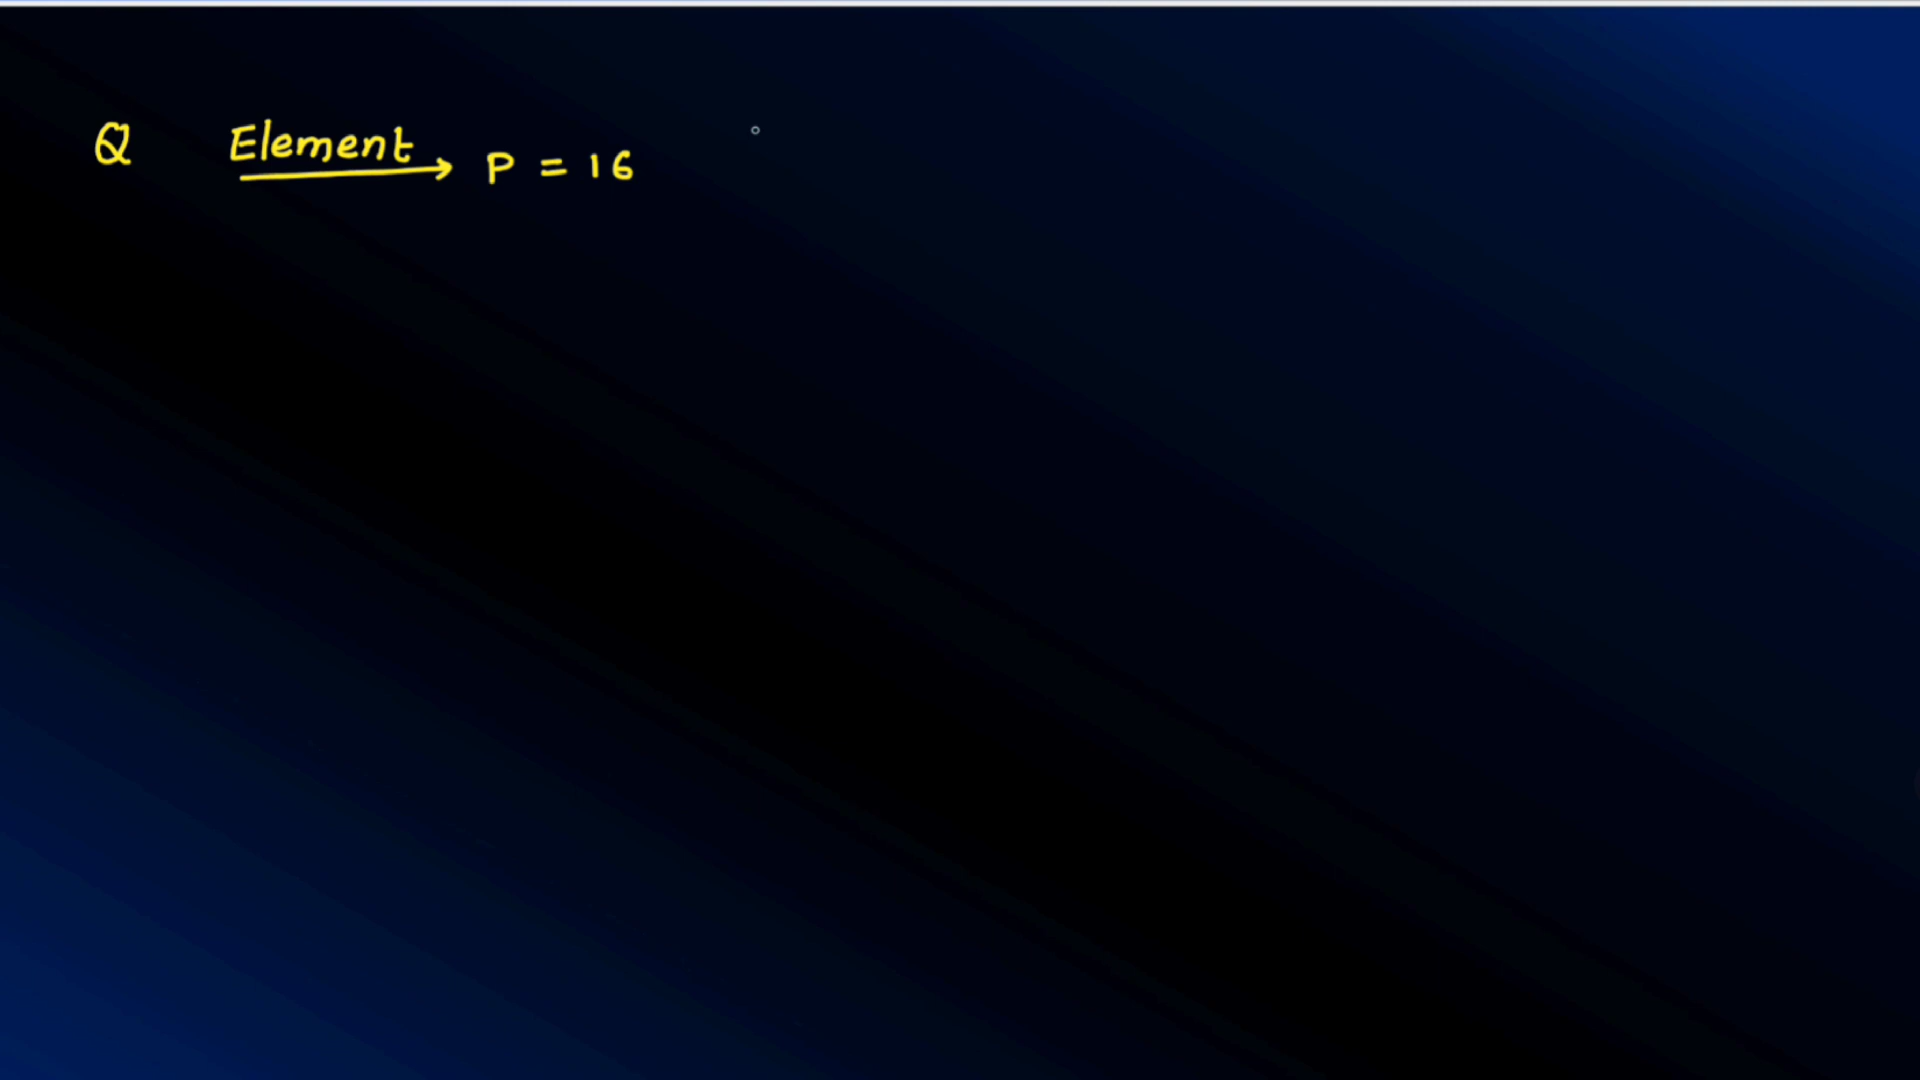 Q Element → P = 16